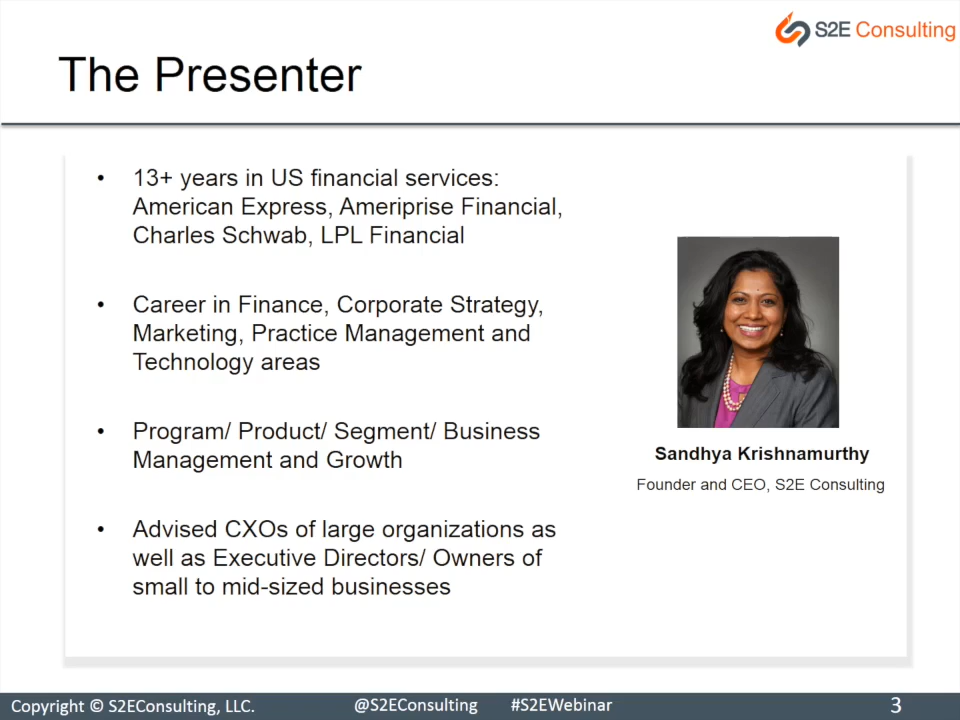 S2E Consulting
The Presenter
• 13+ years in US financial services:
American Express, Ameriprise Financial,
Charles Schwab, LPL Financial
• Career in Finance, Corporate Strategy,
Marketing, Practice Management and
Technology areas
• Program/ Product/ Segment/ Business
Management and Growth
• Advised CXOs of large organizations as
well as Executive Directors/ Owners of
small to mid-sized businesses
Sandhya Krishnamurthy
Founder and CEO, S2E Consulting
Copyright © S2EConsulting, LLC. @S2EConsulting #S2EWebinar 3